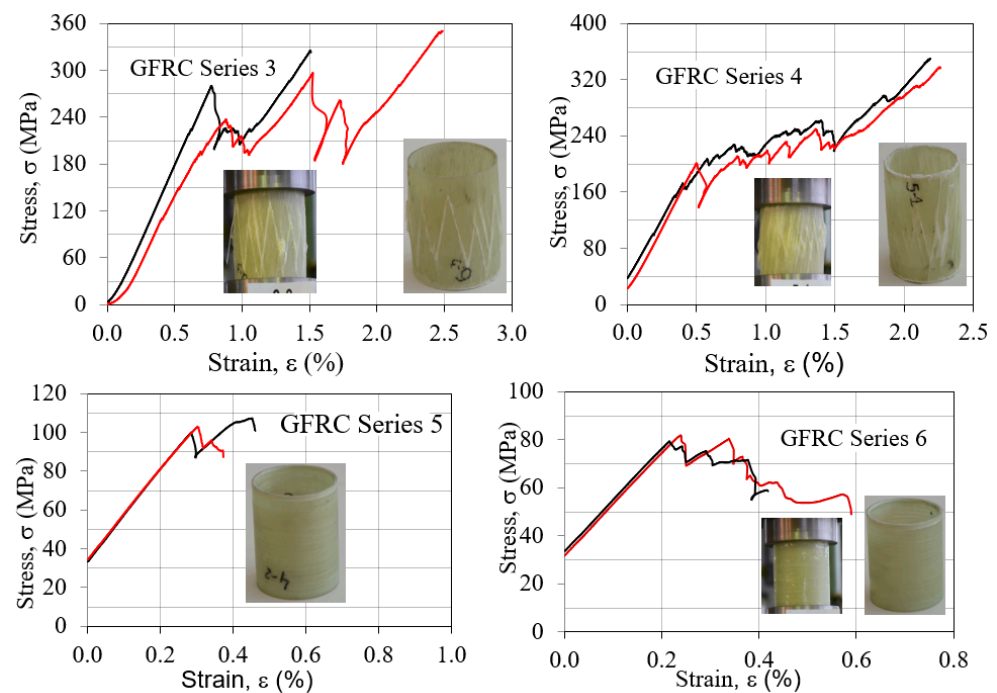 GFRC Series 3
Stress, σ (MPa)
360
300
240
180
120
60
0
0.0 0.5 1.0 1.5 2.0 2.5 3.0
Strain, ε (%)
GFRC Series 4
Stress, σ (MPa)
400
320
240
160
80
0
5-1
0.0 0.5 1.0 1.5 2.0 2.5
Strain, ε (%)
GFRC Series 5
Stress, σ (MPa)
120
100
80
60
40
20
0
4-2
0.0 0.2 0.4 0.6 0.8 1.0
Strain, ε (%)
GFRC Series 6
Stress, σ (MPa)
100
80
60
40
20
0
0.0 0.2 0.4 0.6 0.8
Strain, ε (%)